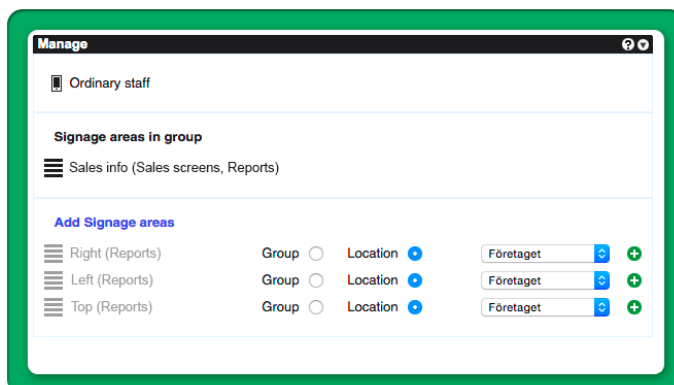 Manage
Ordinary staff
Signage areas in group
Sales info (Sales screens, Reports)
Add Signage areas
Right (Reports) Group Location Företaget
Left (Reports) Group Location Företaget
Top (Reports) Group Location Företaget